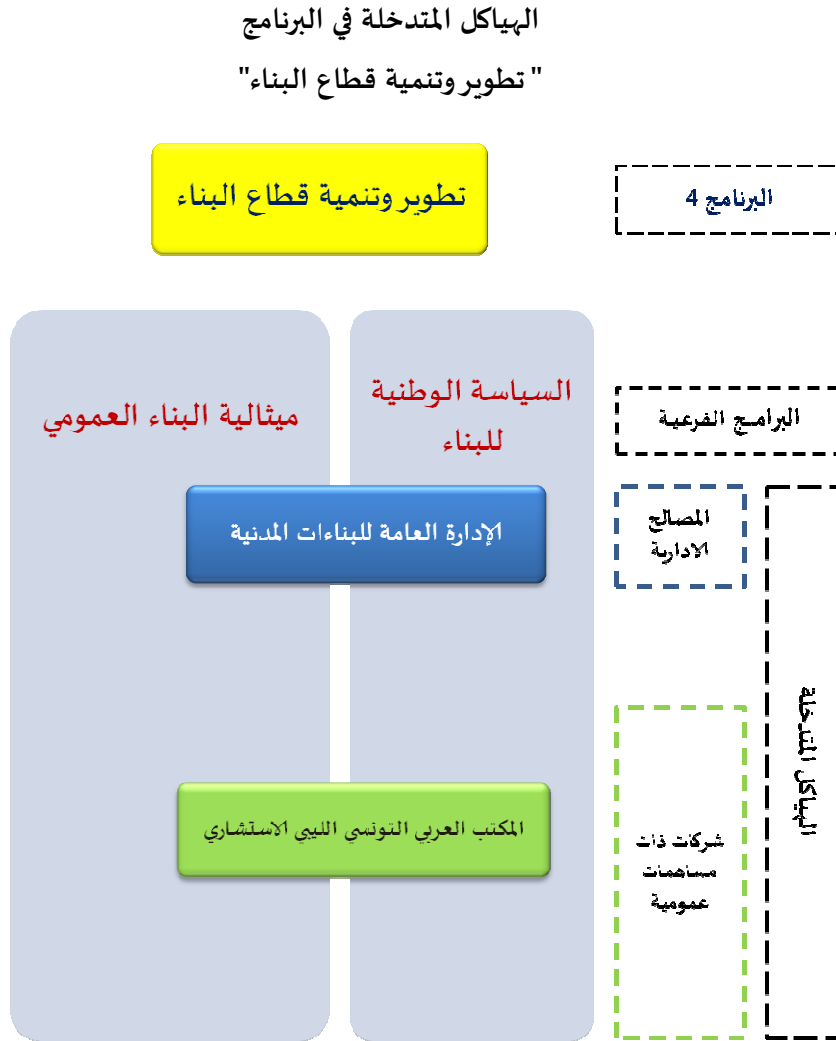 الهياكل المتدخلة في البرنامج
" تطوير وتنمية قطاع البناء"
البرنامج 4
تطوير وتنمية قطاع البناء
البرامج الفرعية
السياسة الوطنية
للبناء
ميثالية البناء العمومي
الهياكل المتدخلة
المصالح
الادارية
الإدارة العامة للبناءات المدنية
شركات ذات
مساهمات
عمومية
المكتب العربي التونسي الليبي الاستشاري